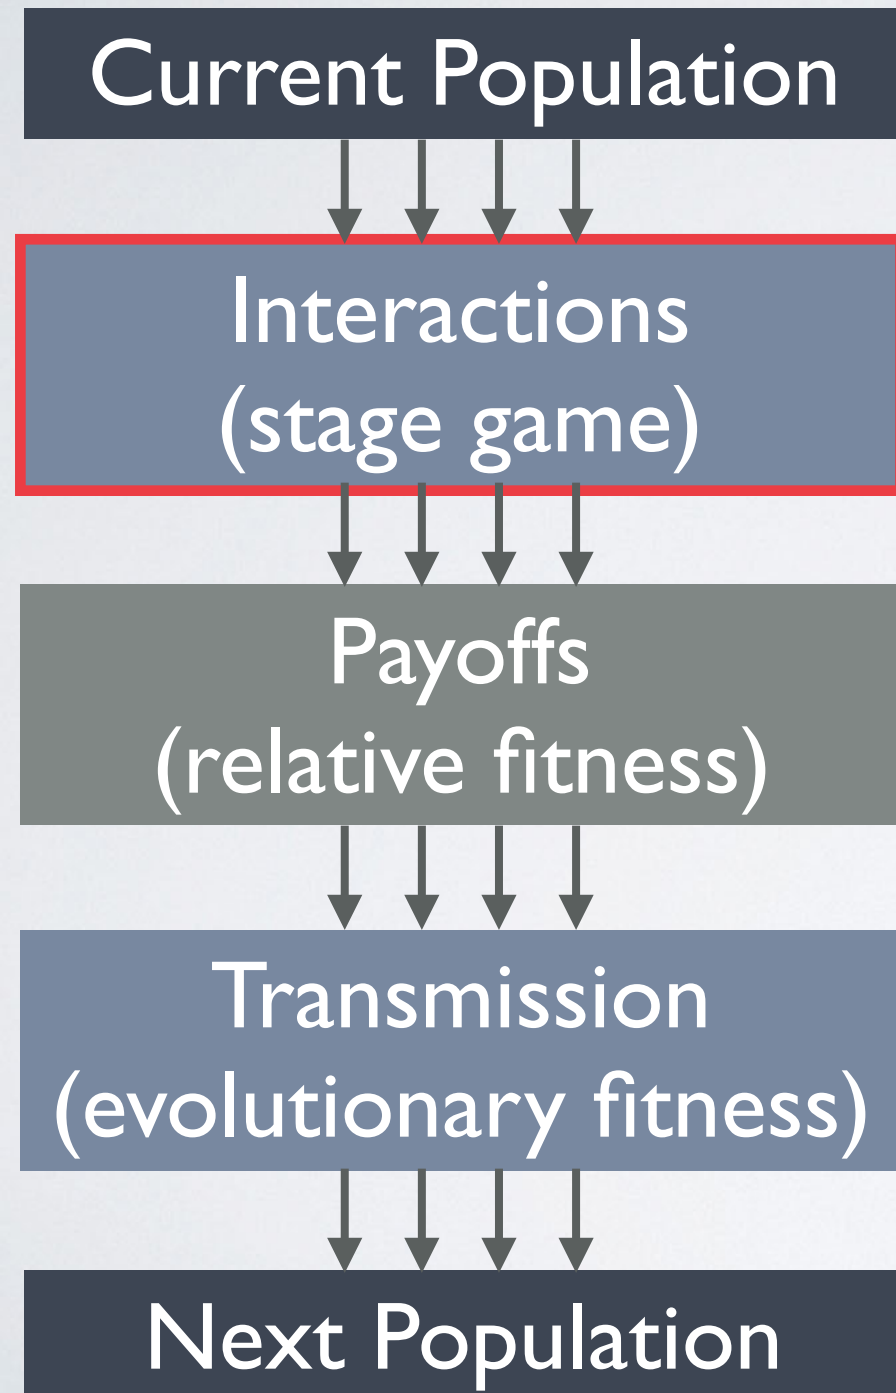 Current Population
Interactions
(stage game)
Payoffs
(relative fitness)
Transmission
(evolutionary fitness)
Next Population